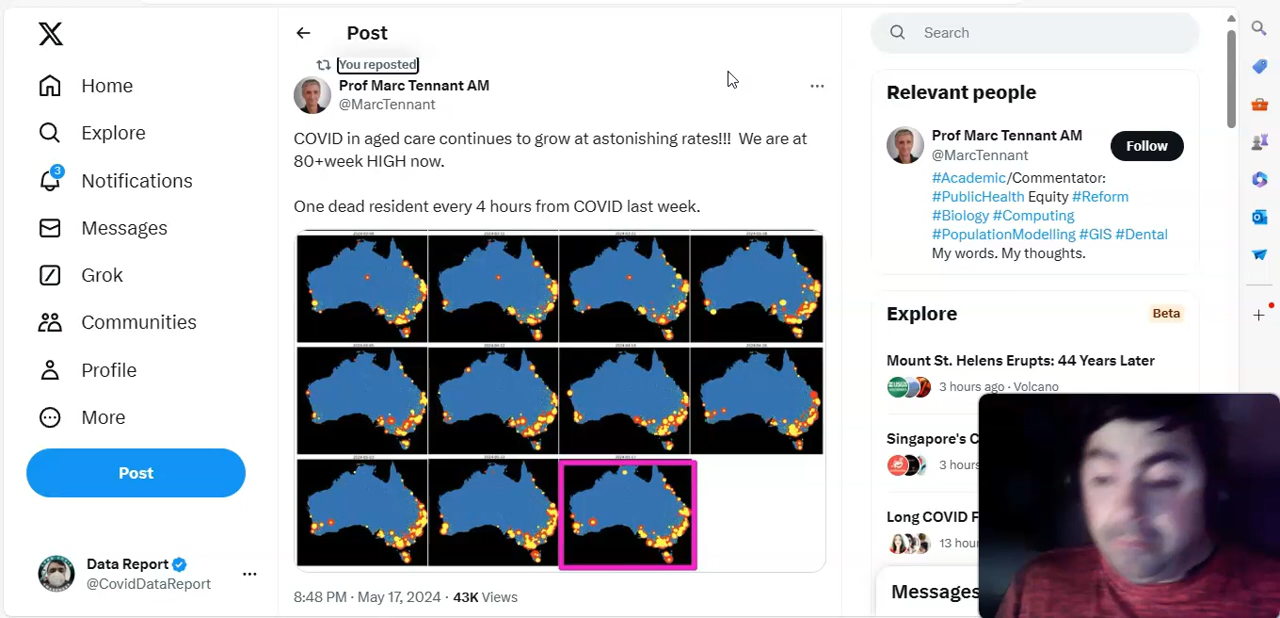 Home
Explore
3
Notifications
Messages
Grok
Communities
Profile
More
Post
Data Report
@CovidDataReport
Post
You reposted
Prof Marc Tennant AM
@MarcTennant
COVID in aged care continues to grow at astonishing rates!!! We are at
80+week HIGH now.
One dead resident every 4 hours from COVID last week.
8:48 PM · May 17, 2024 · 43K Views
Search
Relevant people
Prof Marc Tennant AM
@MarcTennant
Follow
#Academic/Commentator:
#PublicHealth Equity #Reform
#Biology #Computing
#PopulationModelling #GIS #Dental
My words. My thoughts.
Explore
Beta
Mount St. Helens Erupts: 44 Years Later
3 hours ago · Volcano
Singapore's C
3 hours
Long COVID F
13 hour
Messages